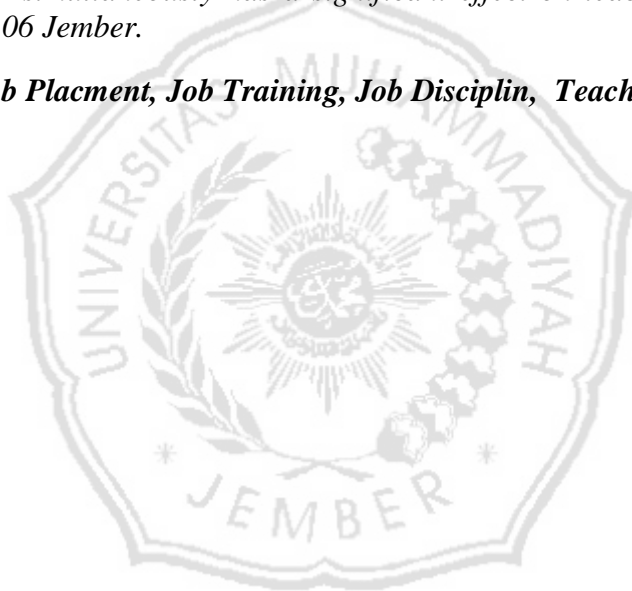 06 Jember.
b Placment, Job Training, Job Disciplin, Teach
UNIVERSITAS MUHAMMADIYAH
JEMBER